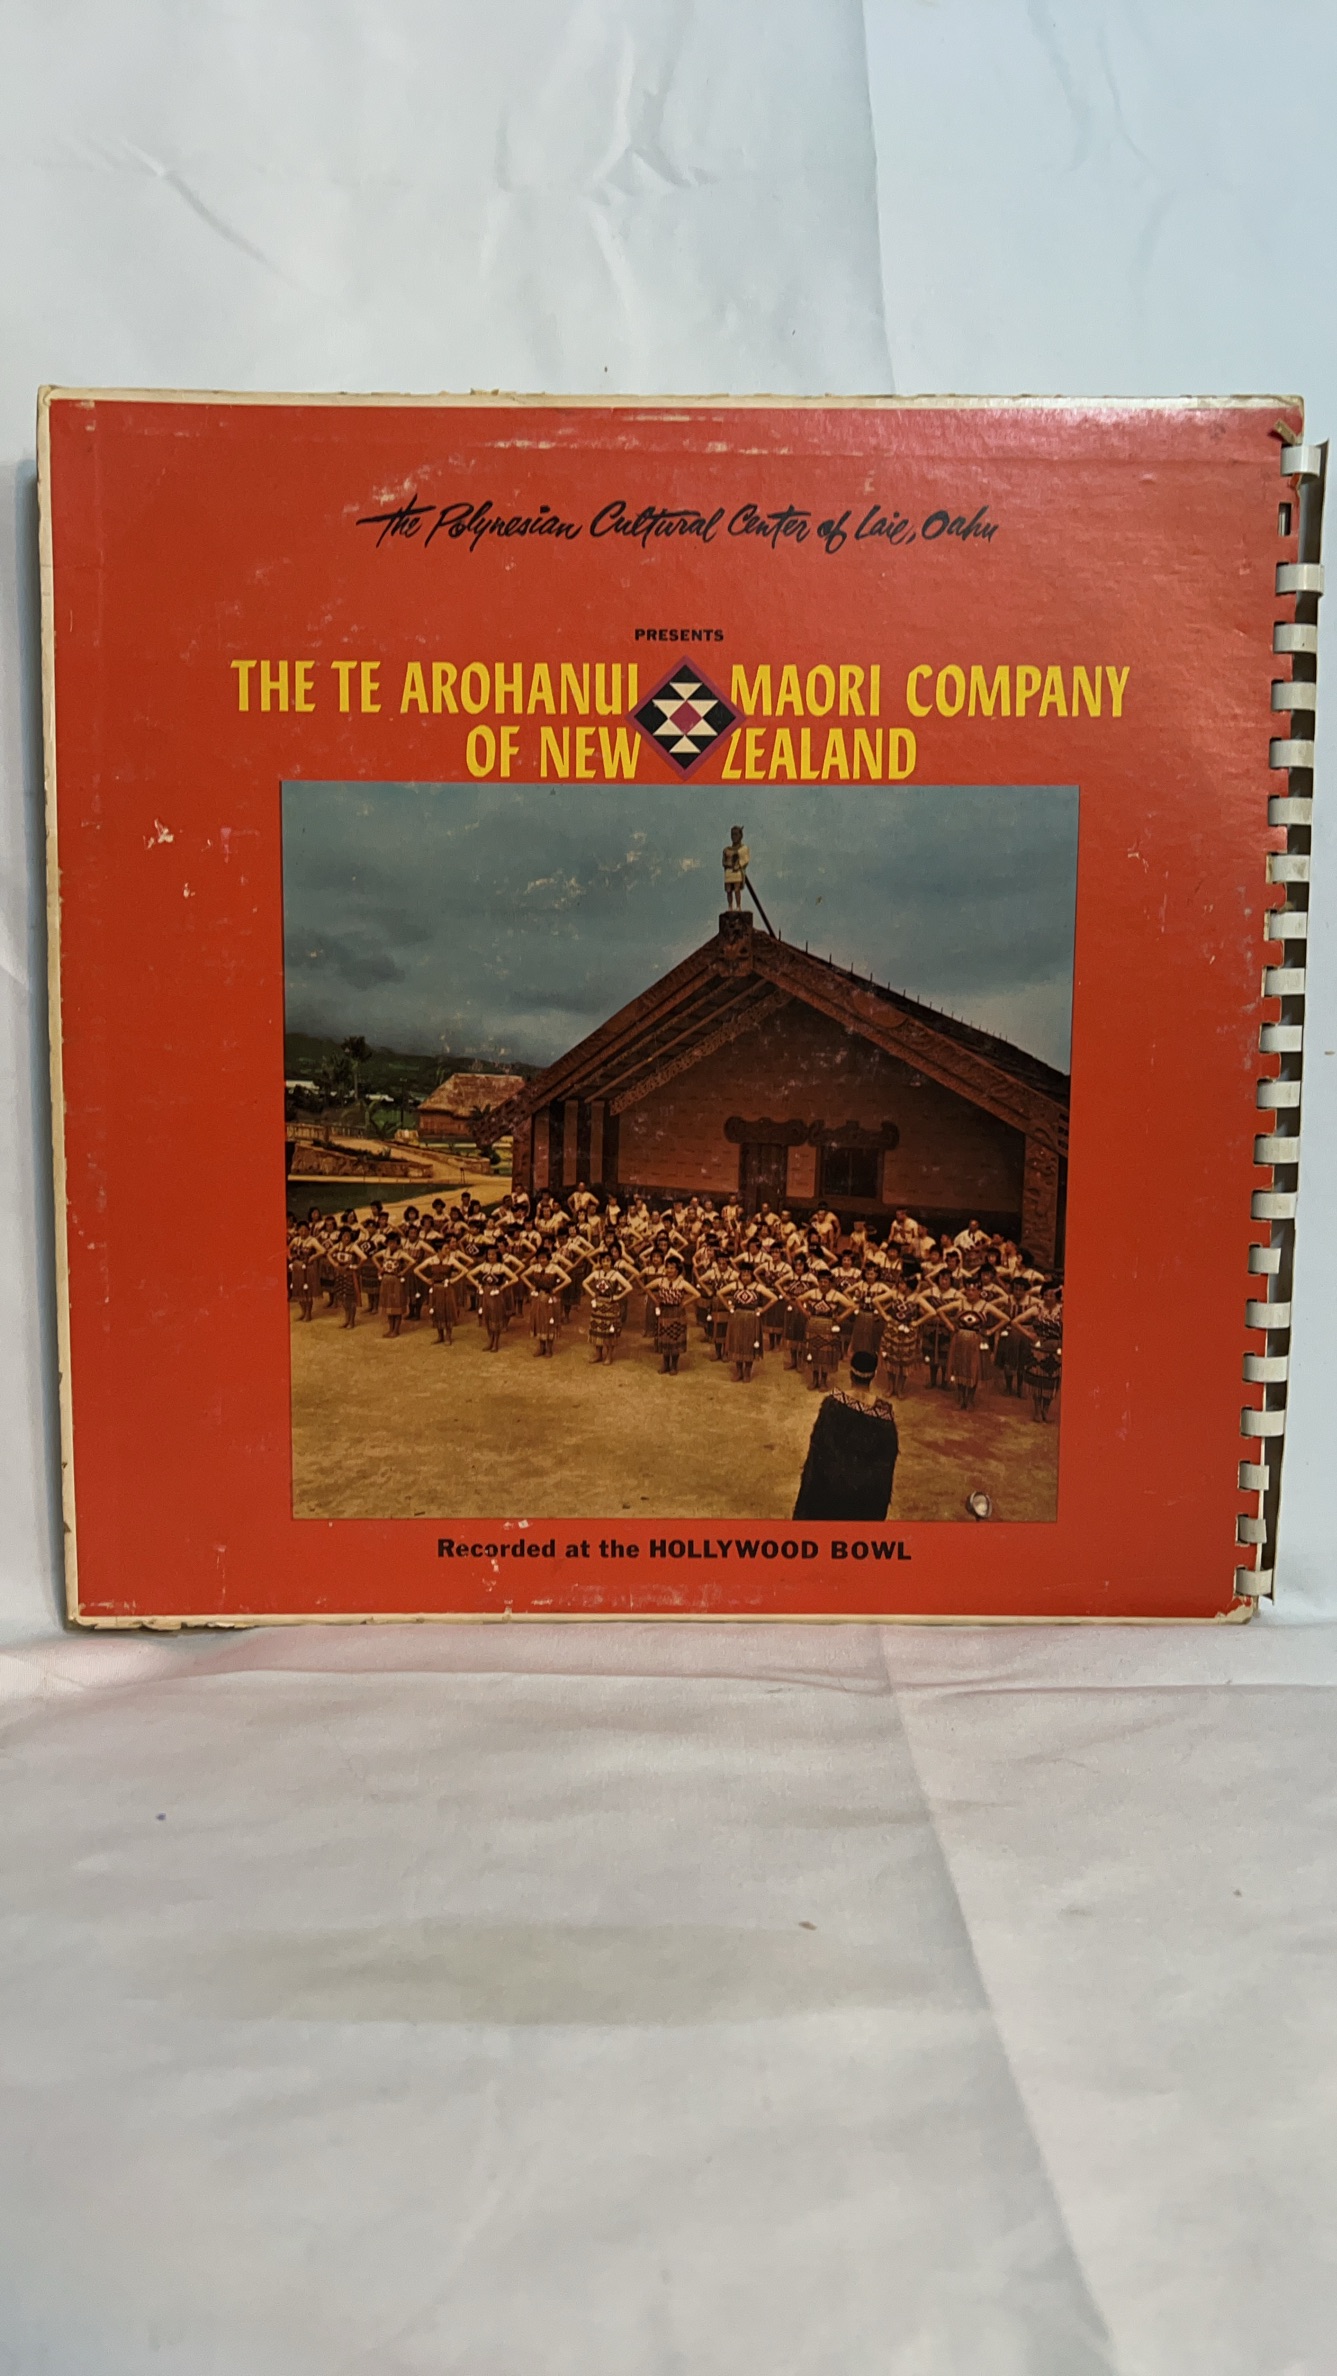 The Polynesian Cultural Center of Laie, Oahu
PRESENTS
THE TE AROHANUI MAORI COMPANY
OF NEW ZEALAND
Recorded at the HOLLYWOOD BOWL